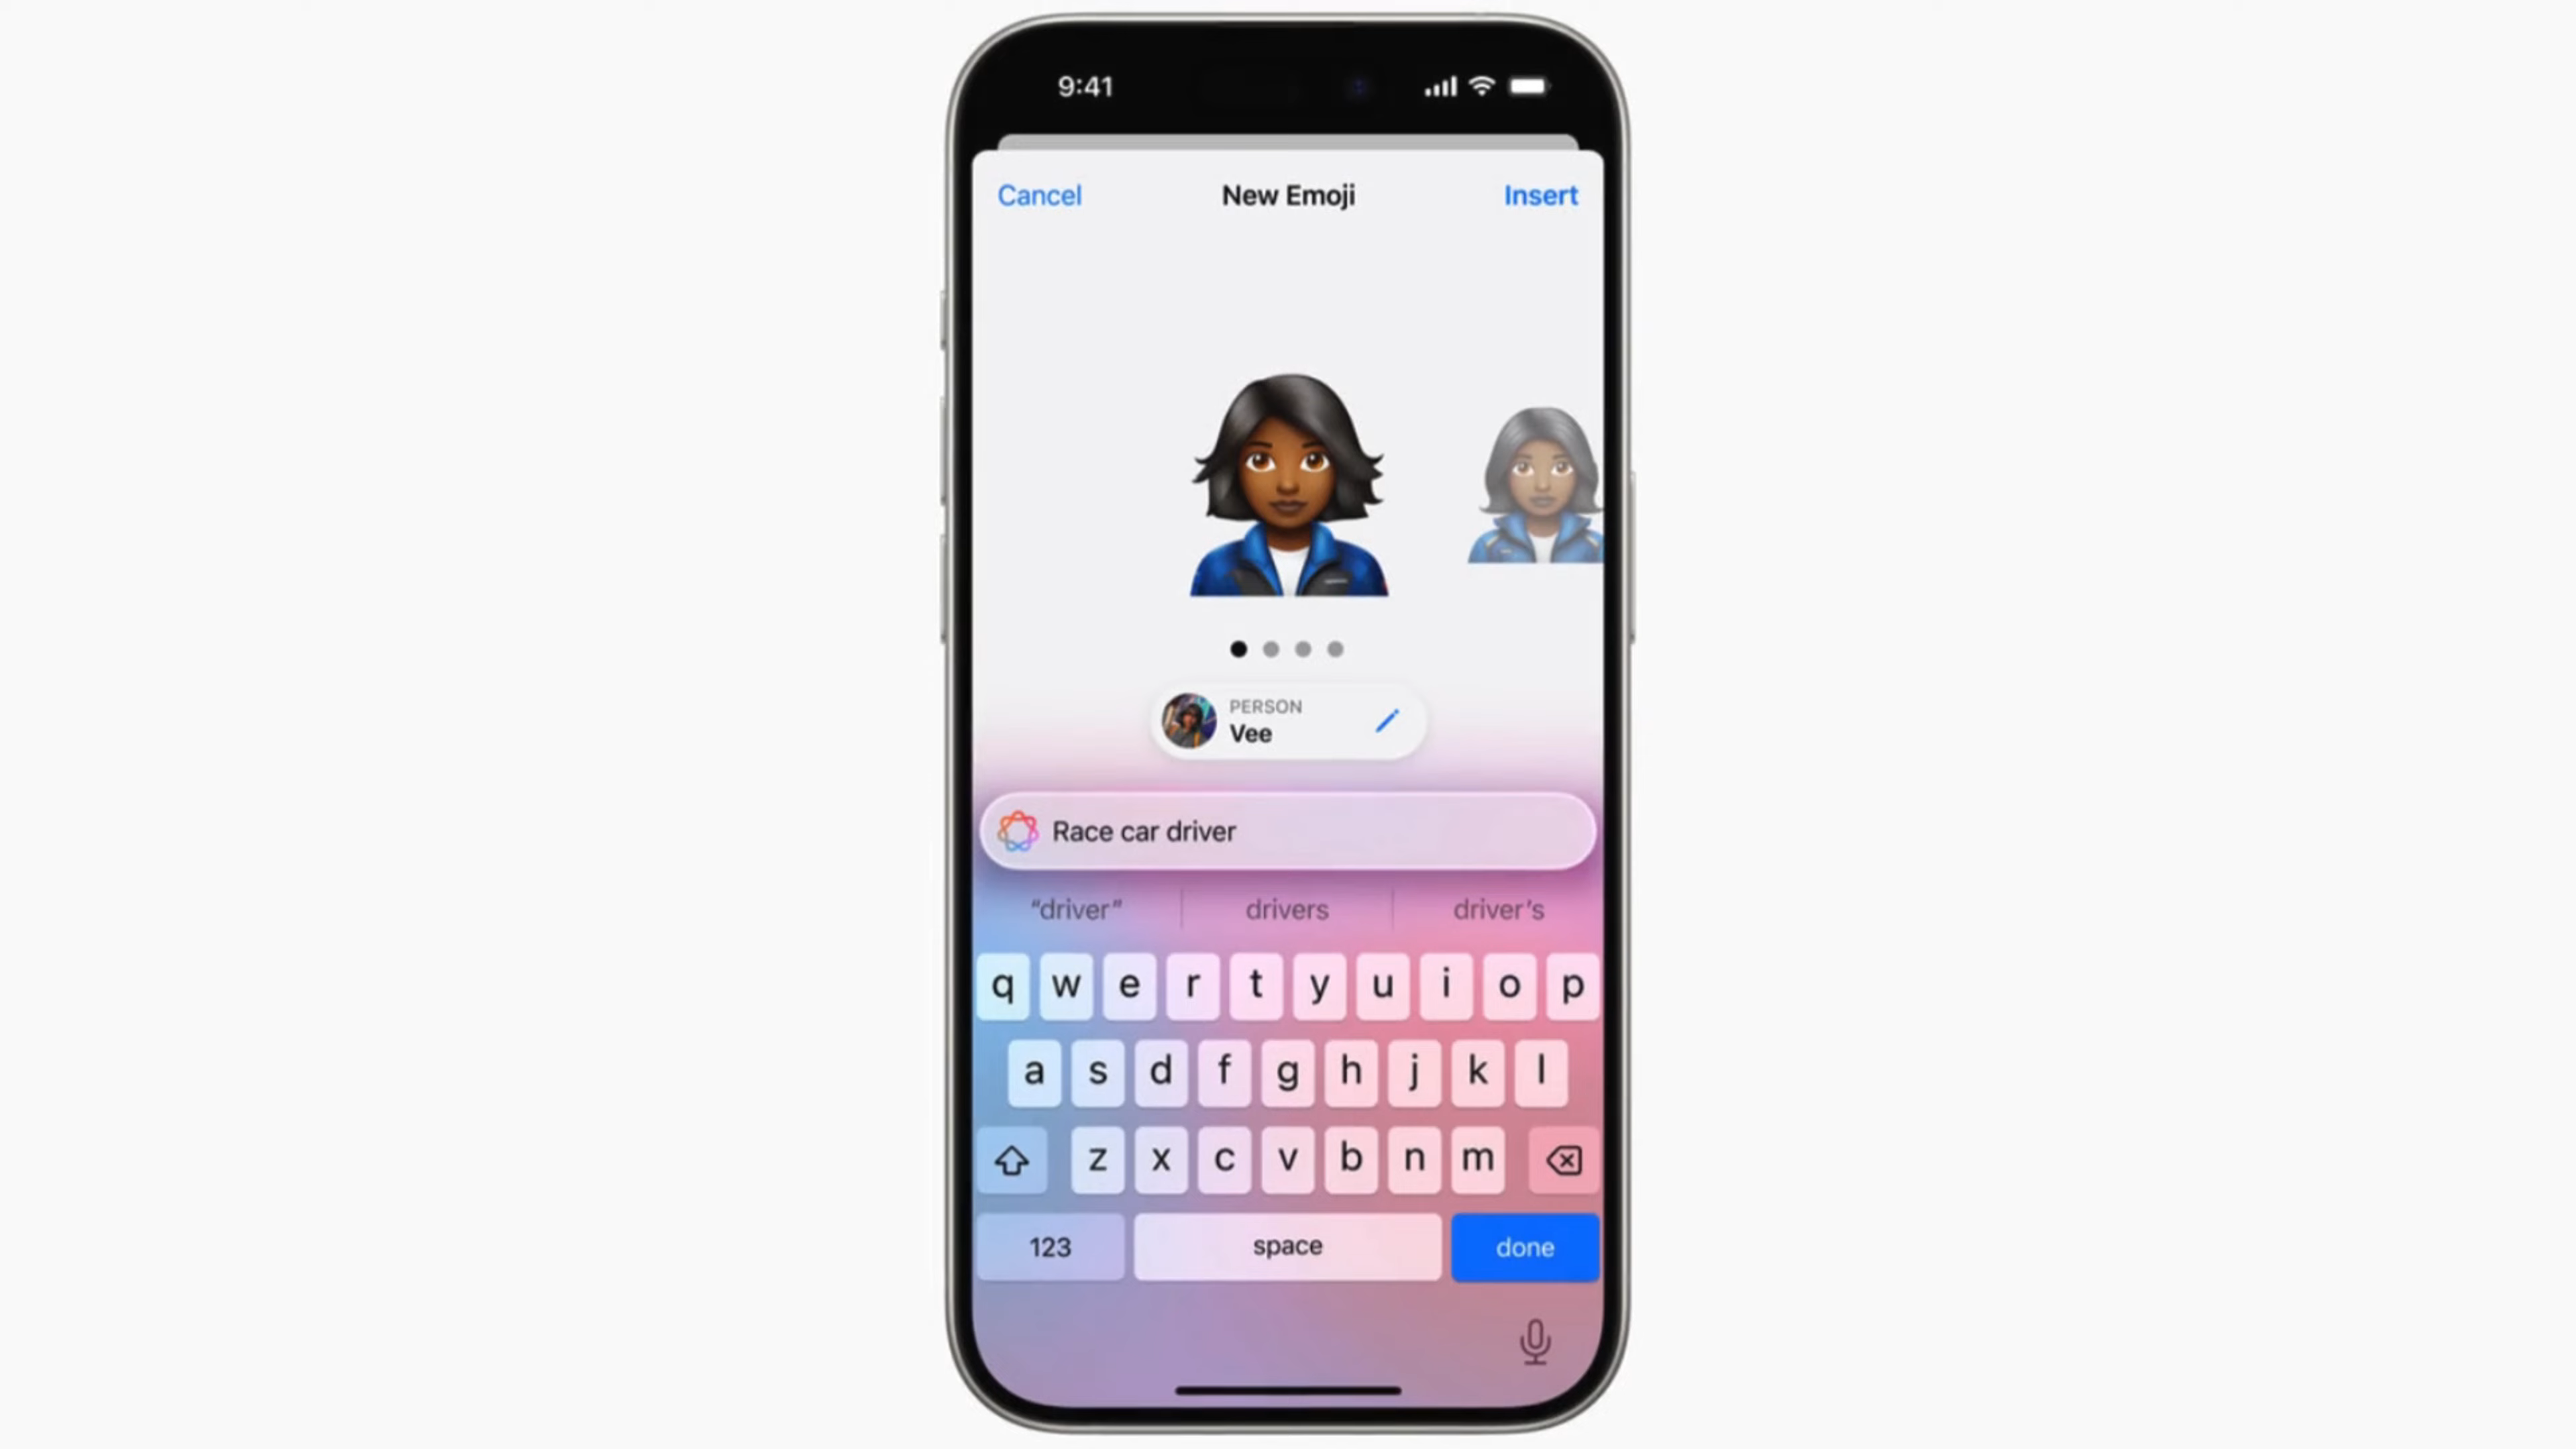 9:41
Cancel New Emoji Insert
PERSON
Vee
Race car driver
“driver” drivers driver’s
q w e r t y u i o p
a s d f g h j k l
z x c v b n m
123 space done